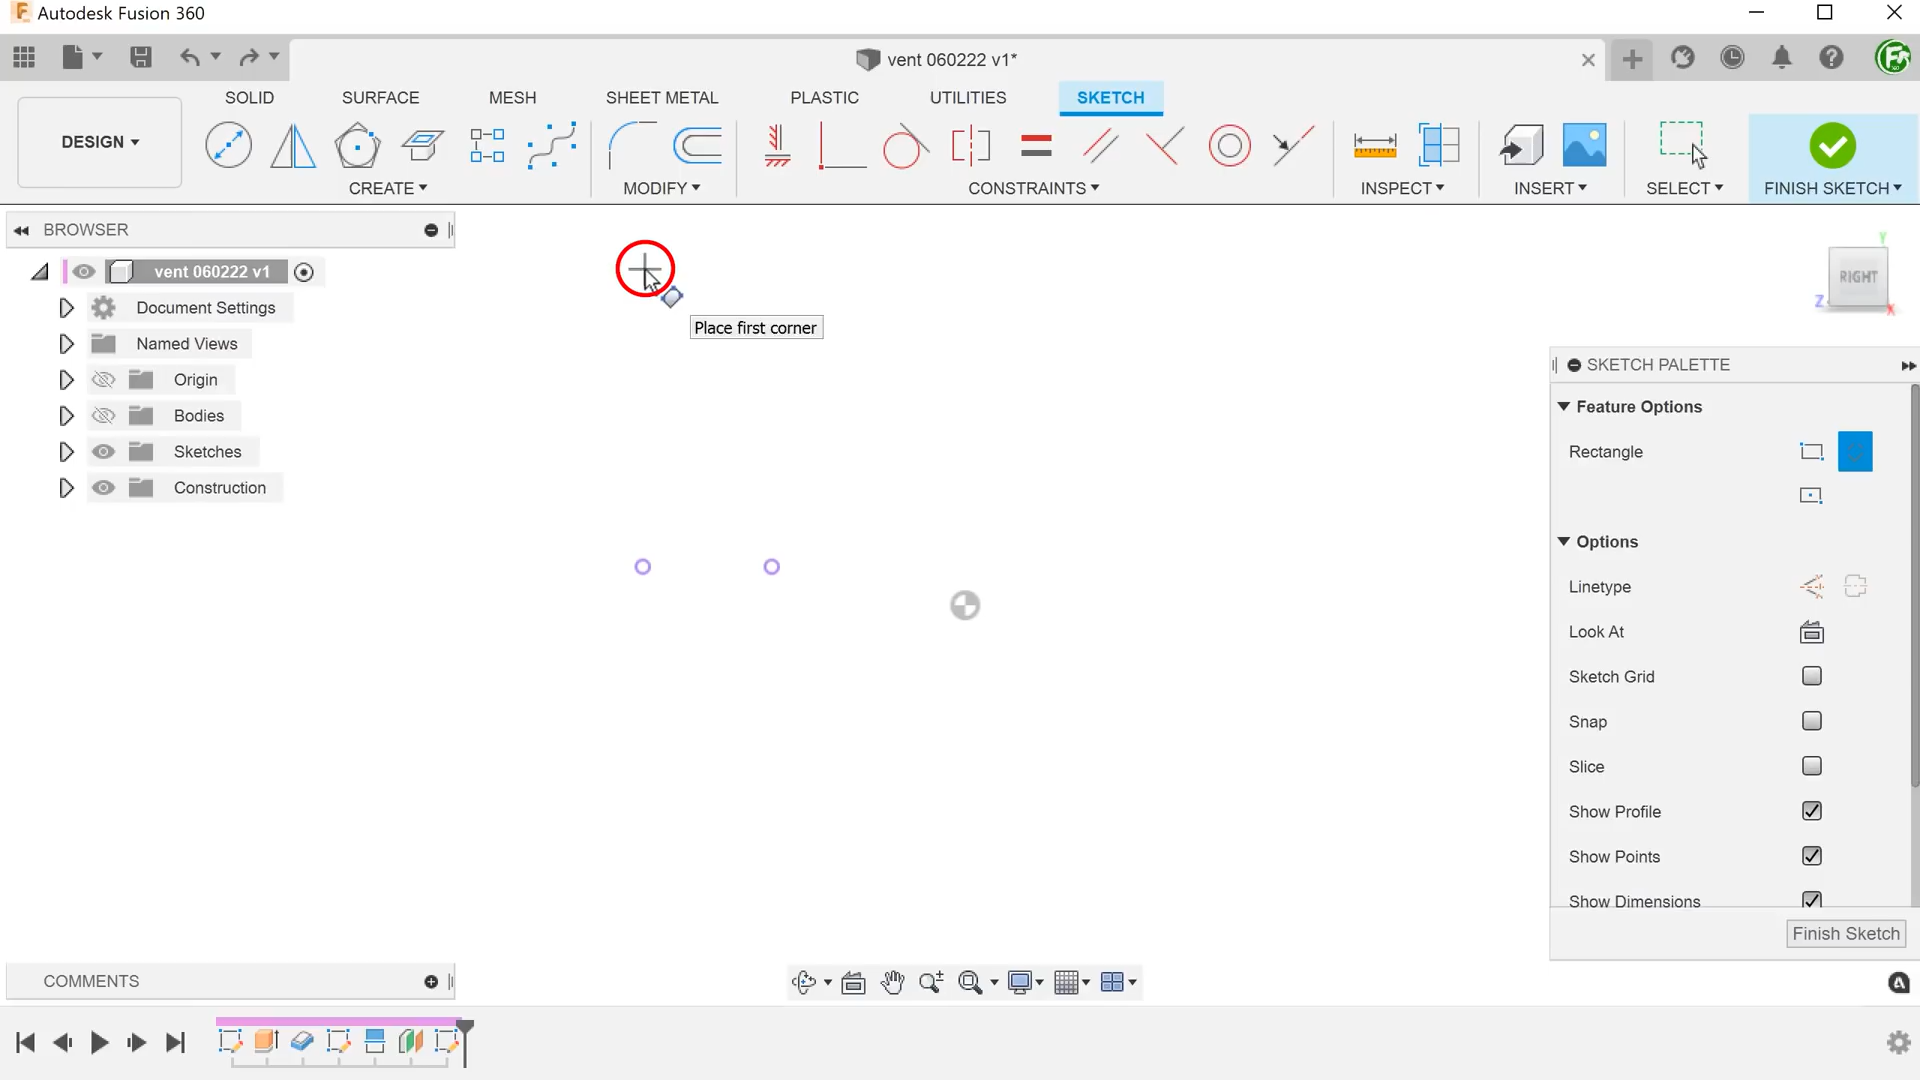 Autodesk Fusion 360
vent 060222 v1*
SOLID
SURFACE
MESH
SHEET METAL
PLASTIC
UTILITIES
SKETCH
DESIGN
CREATE
MODIFY
CONSTRAINTS
INSPECT
INSERT
SELECT
FINISH SKETCH
BROWSER
vent 060222 v1
Document Settings
Named Views
Origin
Bodies
Sketches
Construction
Place first corner
Y
RIGHT
Z
X
SKETCH PALETTE
Feature Options
Rectangle
Options
Linetype
Look At
Sketch Grid
Snap
Slice
Show Profile
Show Points
Show Dimensions
Finish Sketch
COMMENTS